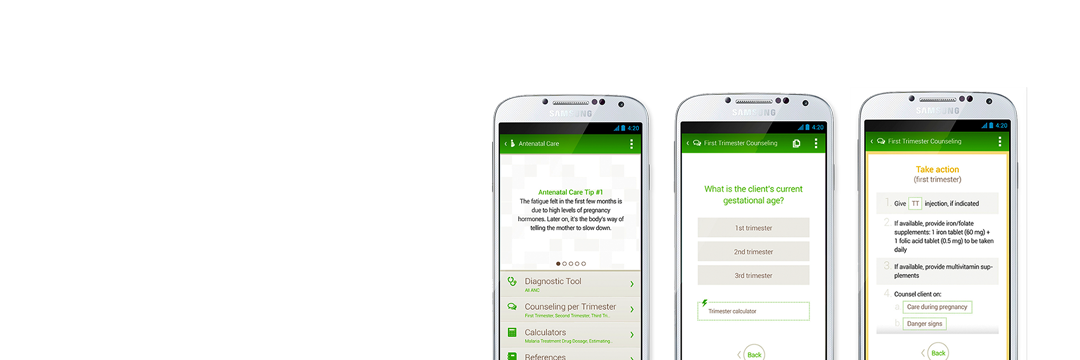 SAMSUNG
4:20
Antenatal Care
Antenatal Care Tip #1
The fatigue felt in the first few months is
due to high levels of pregnancy
hormones. Later on, it's the body's way of
telling the mother to slow down.
Diagnostic Tool
At ANC
Counseling per Trimester
First Trimester, Second Trimester, Third Tri..
Calculators
Malaria Treatment Drug Dosage, Estimating..
References
SAMSUNG
4:20
First Trimester Counseling
What is the client's current
gestational age?
1st trimester
2nd trimester
3rd trimester
Trimester calculator
Back
SAMSUNG
4:20
First Trimester Counseling
Take action
(first trimester)
1. Give TT injection, if indicated
2. If available, provide iron/folate
supplements: 1 iron tablet (60 mg) +
1 folic acid tablet (0.5 mg) to be taken
daily
3. If available, provide multivitamin sup-
plements
4. Counsel client on:
a. Care during pregnancy
b. Danger signs
Back